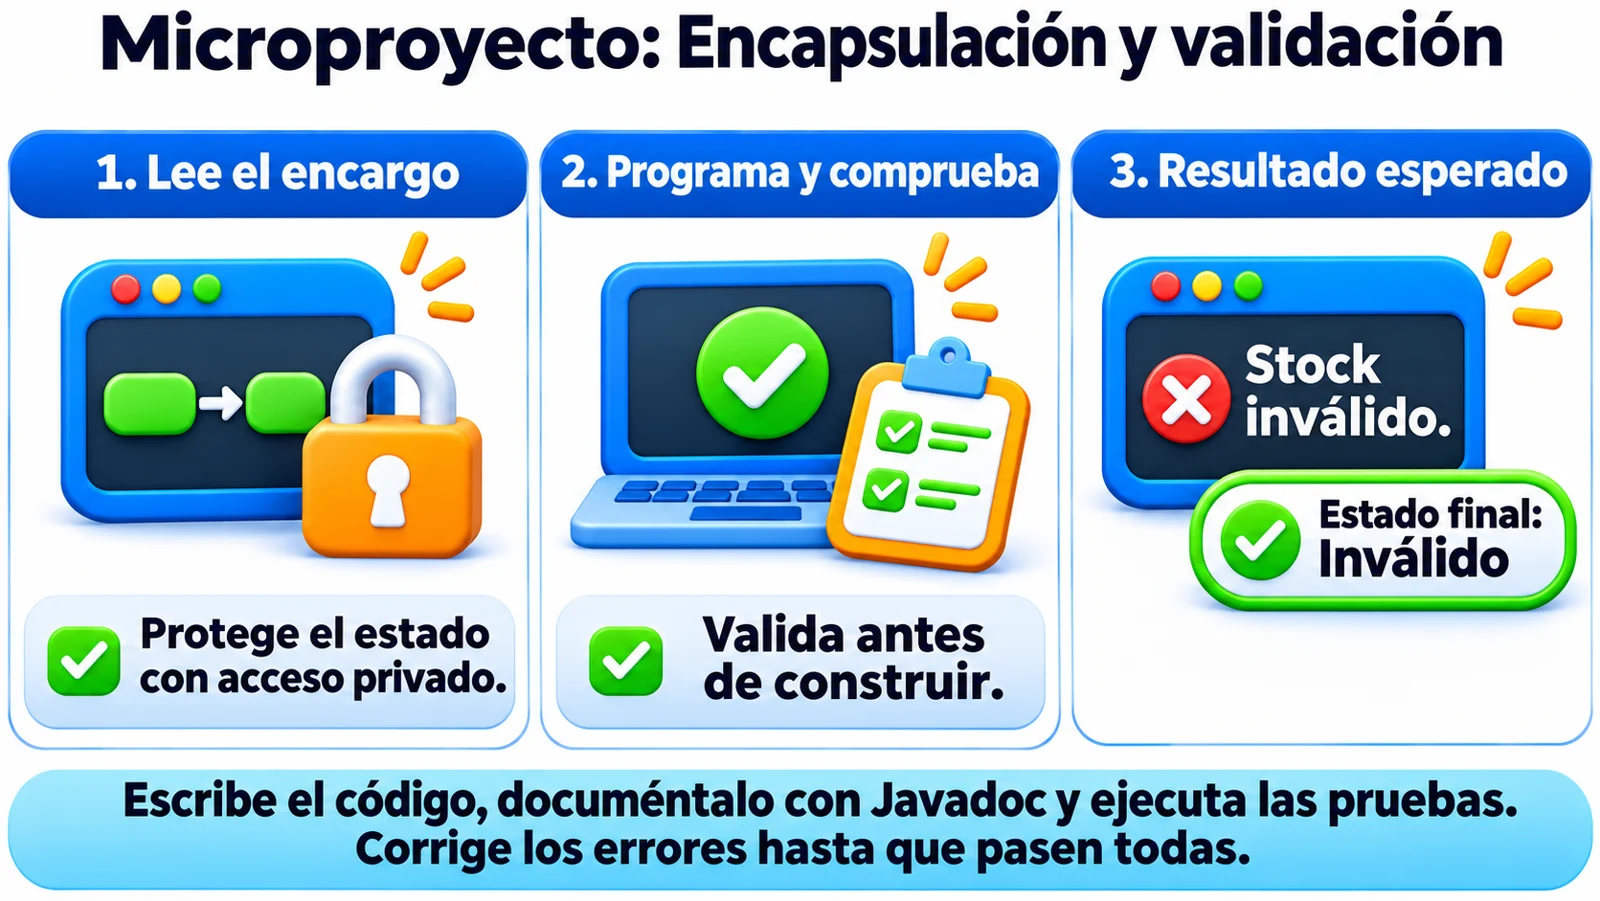 Microproyecto: Encapsulación y validación
1. Lee el encargo
Protege el estado
con acceso privado.
2. Programa y comprueba
Valida antes
de construir.
3. Resultado esperado
Stock
inválido.
Estado final:
Inválido
Escribe el código, documéntalo con Javadoc y ejecuta las pruebas.
Corrige los errores hasta que pasen todas.